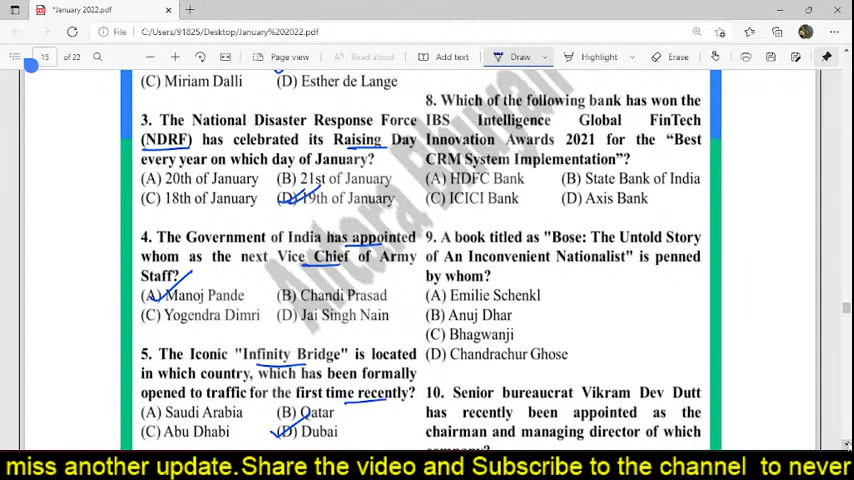 *January 2022.pdf
File
C:/Users/91825/Desktop/January%202022.pdf
15 of 22
Page view
Read aloud
Add text
Draw
Highlight
Erase
(C) Miriam Dalli (D) Esther de Lange
3. The National Disaster Response Force
(NDRF) has celebrated its Raising Day
every year on which day of January?
(A) 20th of January (B) 21st of January
(C) 18th of January (D) 19th of January
4. The Government of India has appointed
whom as the next Vice Chief of Army
Staff?
(A) Manoj Pande (B) Chandi Prasad
(C) Yogendra Dimri (D) Jai Singh Nain
5. The Iconic "Infinity Bridge" is located
in which country, which has been formally
opened to traffic for the first time recently?
(A) Saudi Arabia (B) Qatar
(C) Abu Dhabi (D) Dubai
8. Which of the following bank has won the
IBS Intelligence Global FinTech
Innovation Awards 2021 for the “Best
CRM System Implementation”?
(A) HDFC Bank (B) State Bank of India
(C) ICICI Bank (D) Axis Bank
9. A book titled as "Bose: The Untold Story
of An Inconvenient Nationalist" is penned
by whom?
(A) Emilie Schenkl
(B) Anuj Dhar
(C) Bhagwanji
(D) Chandrachur Ghose
10. Senior bureaucrat Vikram Dev Dutt
has recently been appointed as the
chairman and managing director of which
Antara Bhuyan
miss another update.Share the video and Subscribe to the channel to never